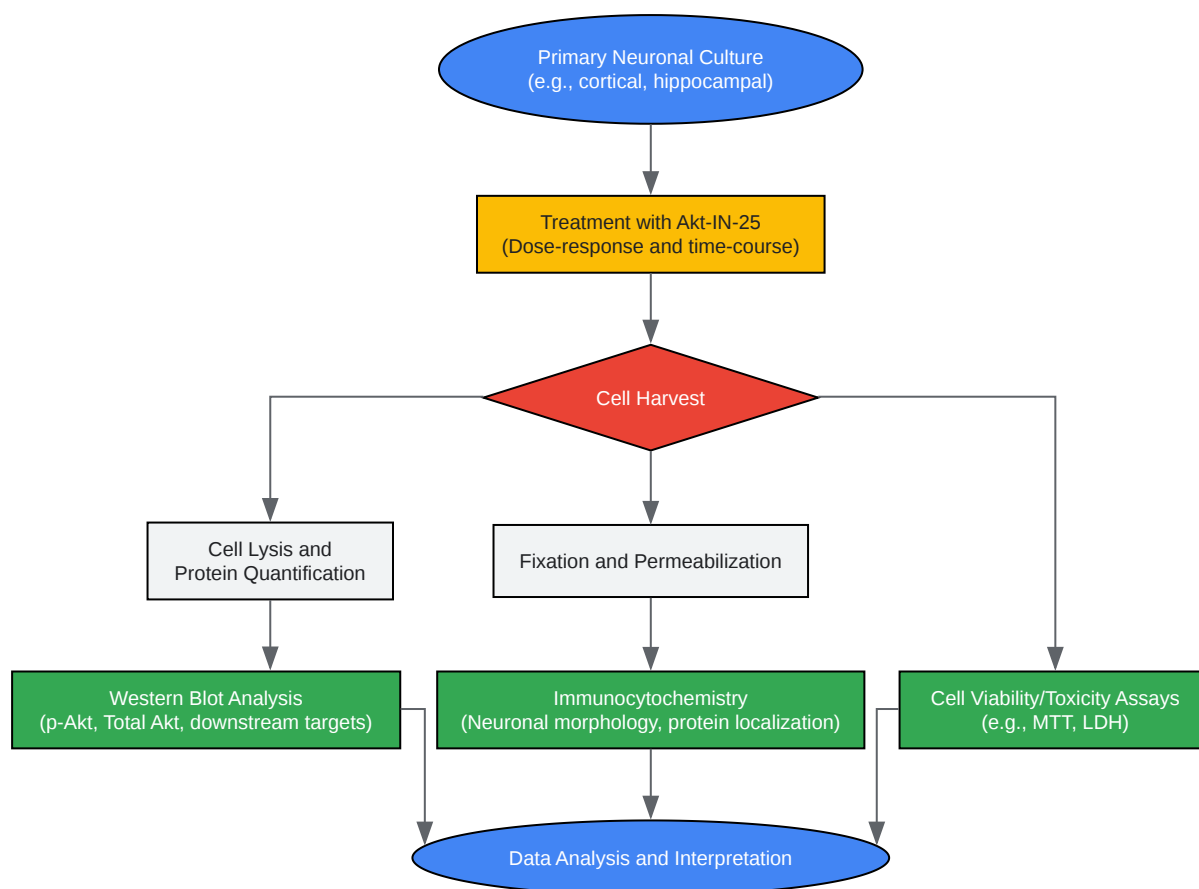 Primary Neuronal Culture
(e.g., cortical, hippocampal)
Treatment with Akt-IN-25
(Dose-response and time-course)
Cell Harvest
Cell Lysis and
Protein Quantification
Fixation and Permeabilization
Western Blot Analysis
(p-Akt, Total Akt, downstream targets)
Immunocytochemistry
(Neuronal morphology, protein localization)
Cell Viability/Toxicity Assays
(e.g., MTT, LDH)
Data Analysis and Interpretation